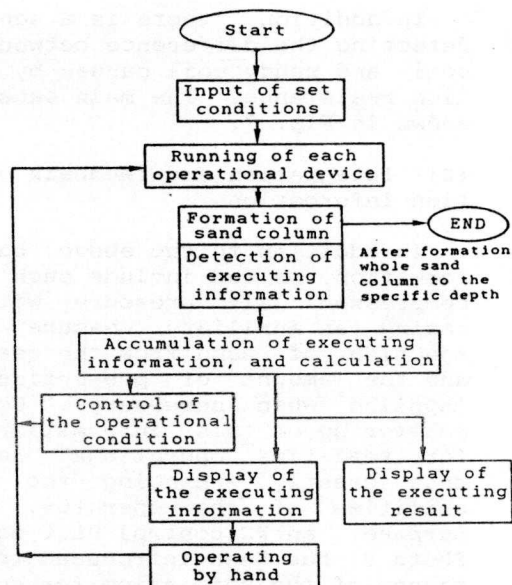 Start
Input of set
conditions
Running of each
operational device
Formation of
sand column
END
Detection of
executing
information
After formation
whole sand
column to the
specific depth
Accumulation of executing
information, and calculation
Control of
the operational
condition
Display of
the executing
information
Display of
the executing
result
Operating
by hand